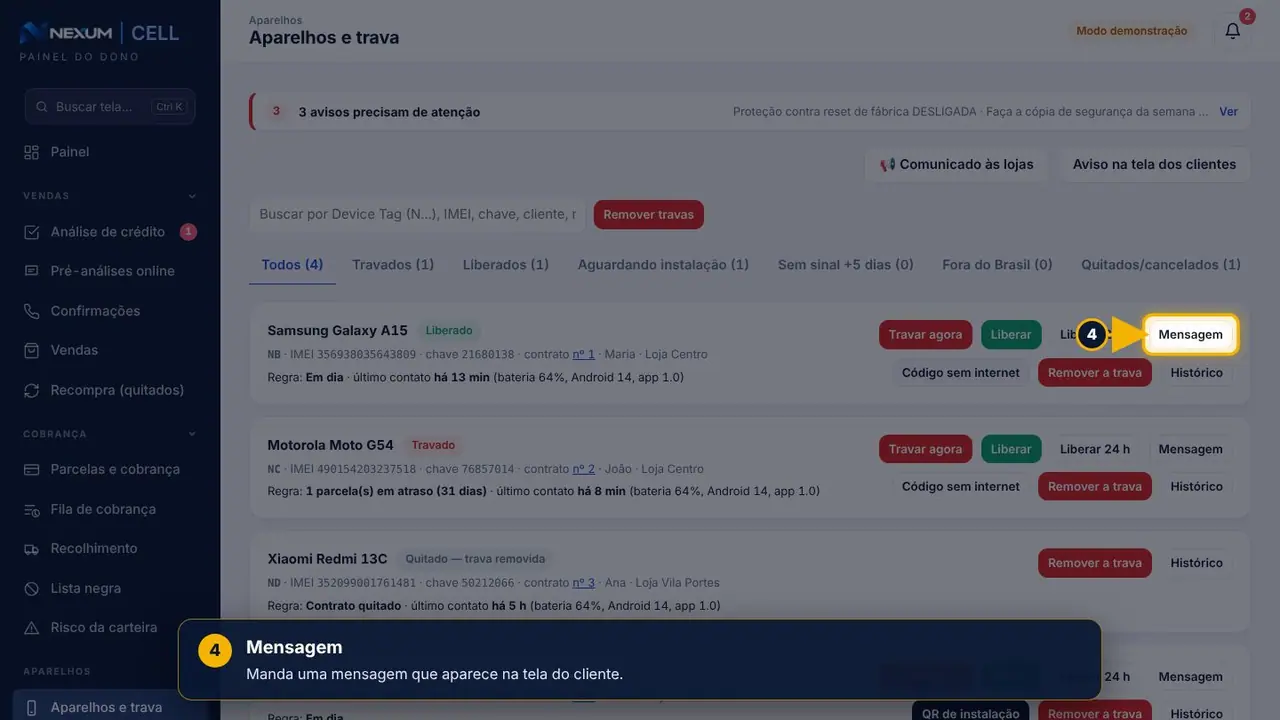 NEXUM | CELL
PAINEL DO DONO
Buscar tela... Ctrl K
Painel
VENDAS
Análise de crédito 1
Pré-análises online
Confirmações
Vendas
Recompra (quitados)
COBRANÇA
Parcelas e cobrança
Fila de cobrança
Recolhimento
Lista negra
Risco da carteira
APARELHOS
Aparelhos e trava
Aparelhos
Aparelhos e trava
Modo demonstração
2
3 3 avisos precisam de atenção
Proteção contra reset de fábrica DESLIGADA · Faça a cópia de segurança da semana ... Ver
Comunicado às lojas Aviso na tela dos clientes
Buscar por Device Tag (N...), IMEI, chave, cliente, Remover travas
Todos (4) Travados (1) Liberados (1) Aguardando instalação (1) Sem sinal +5 dias (0) Fora do Brasil (0) Quitados/cancelados (1)
Samsung Galaxy A15 Liberado
NB · IMEI 356938035643809 · chave 21680138 · contrato nº 1 · Maria · Loja Centro
Regra: Em dia · último contato há 13 min (bateria 64%, Android 14, app 1.0)
Travar agora Liberar 4 Mensagem
Código sem internet Remover a trava Histórico
Motorola Moto G54 Travado
NC · IMEI 490154203237518 · chave 76857014 · contrato nº 2 · João · Loja Centro
Regra: 1 parcela(s) em atraso (31 dias) · último contato há 8 min (bateria 64%, Android 14, app 1.0)
Travar agora Liberar Liberar 24 h Mensagem
Código sem internet Remover a trava Histórico
Xiaomi Redmi 13C Quitado — trava removida
ND · IMEI 352099001761481 · chave 50212066 · contrato nº 3 · Ana · Loja Vila Portes
Regra: Contrato quitado · último contato há 5 h (bateria 64%, Android 14, app 1.0)
Remover a trava Histórico
4 Mensagem
Manda uma mensagem que aparece na tela do cliente.
24 h Mensagem
Regra: Em dia
QR de instalação Remover a trava Histórico